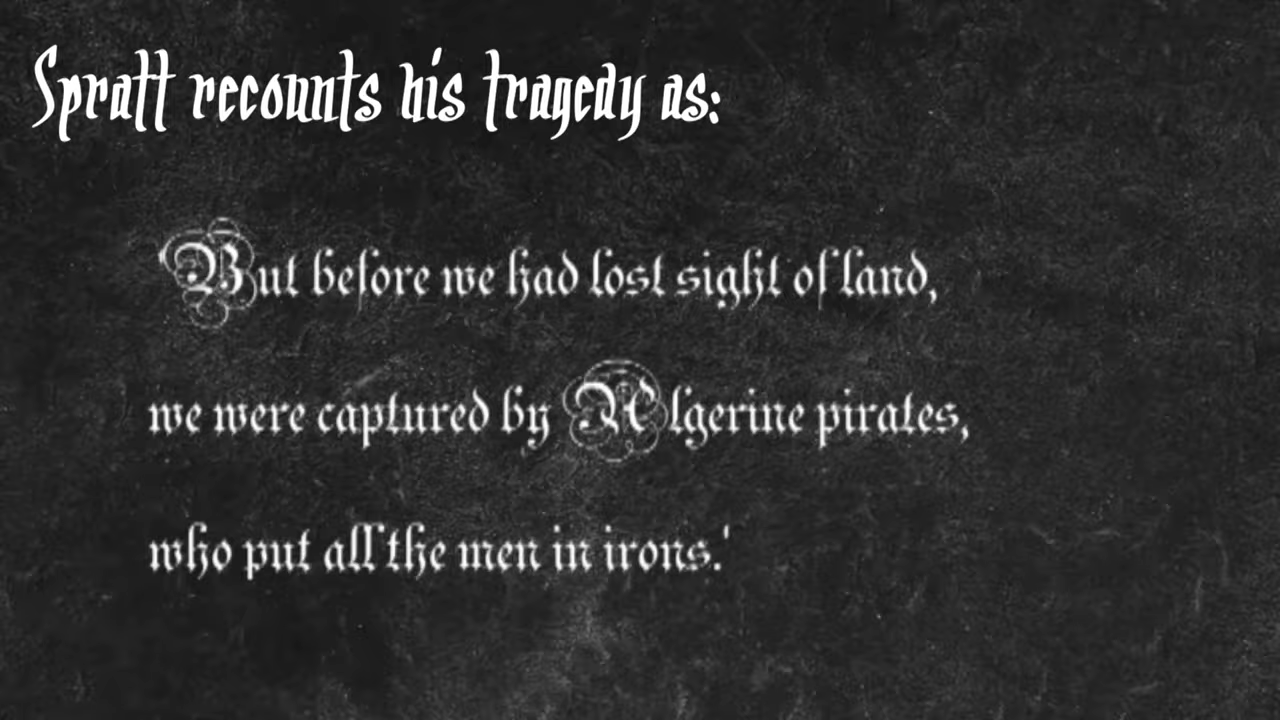 Spratt recounts his tragedy as:
But before we had lost sight of land,
we were captured by Algerine pirates,
who put all the men in irons.'